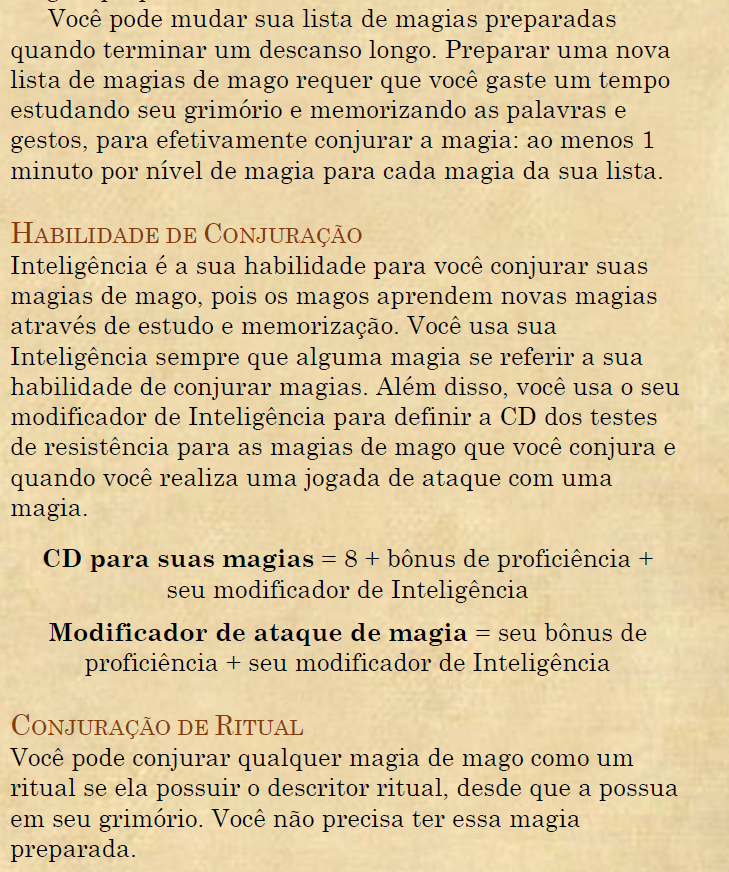 Você pode mudar sua lista de magias preparadas
quando terminar um descanso longo. Preparar uma nova
lista de magias de mago requer que você gaste um tempo
estudando seu grimório e memorizando as palavras e
gestos, para efetivamente conjurar a magia: ao menos 1
minuto por nível de magia para cada magia da sua lista.
HABILIDADE DE CONJURAÇÃO
Inteligência é a sua habilidade para você conjurar suas
magias de mago, pois os magos aprendem novas magias
através de estudo e memorização. Você usa sua
Inteligência sempre que alguma magia se referir a sua
habilidade de conjurar magias. Além disso, você usa o seu
modificador de Inteligência para definir a CD dos testes
de resistência para as magias de mago que você conjura e
quando você realiza uma jogada de ataque com uma
magia.
CD para suas magias = 8 + bônus de proficiência +
seu modificador de Inteligência
Modificador de ataque de magia = seu bônus de
proficiência + seu modificador de Inteligência
CONJURAÇÃO DE RITUAL
Você pode conjurar qualquer magia de mago como um
ritual se ela possuir o descritor ritual, desde que a possua
em seu grimório. Você não precisa ter essa magia
preparada.